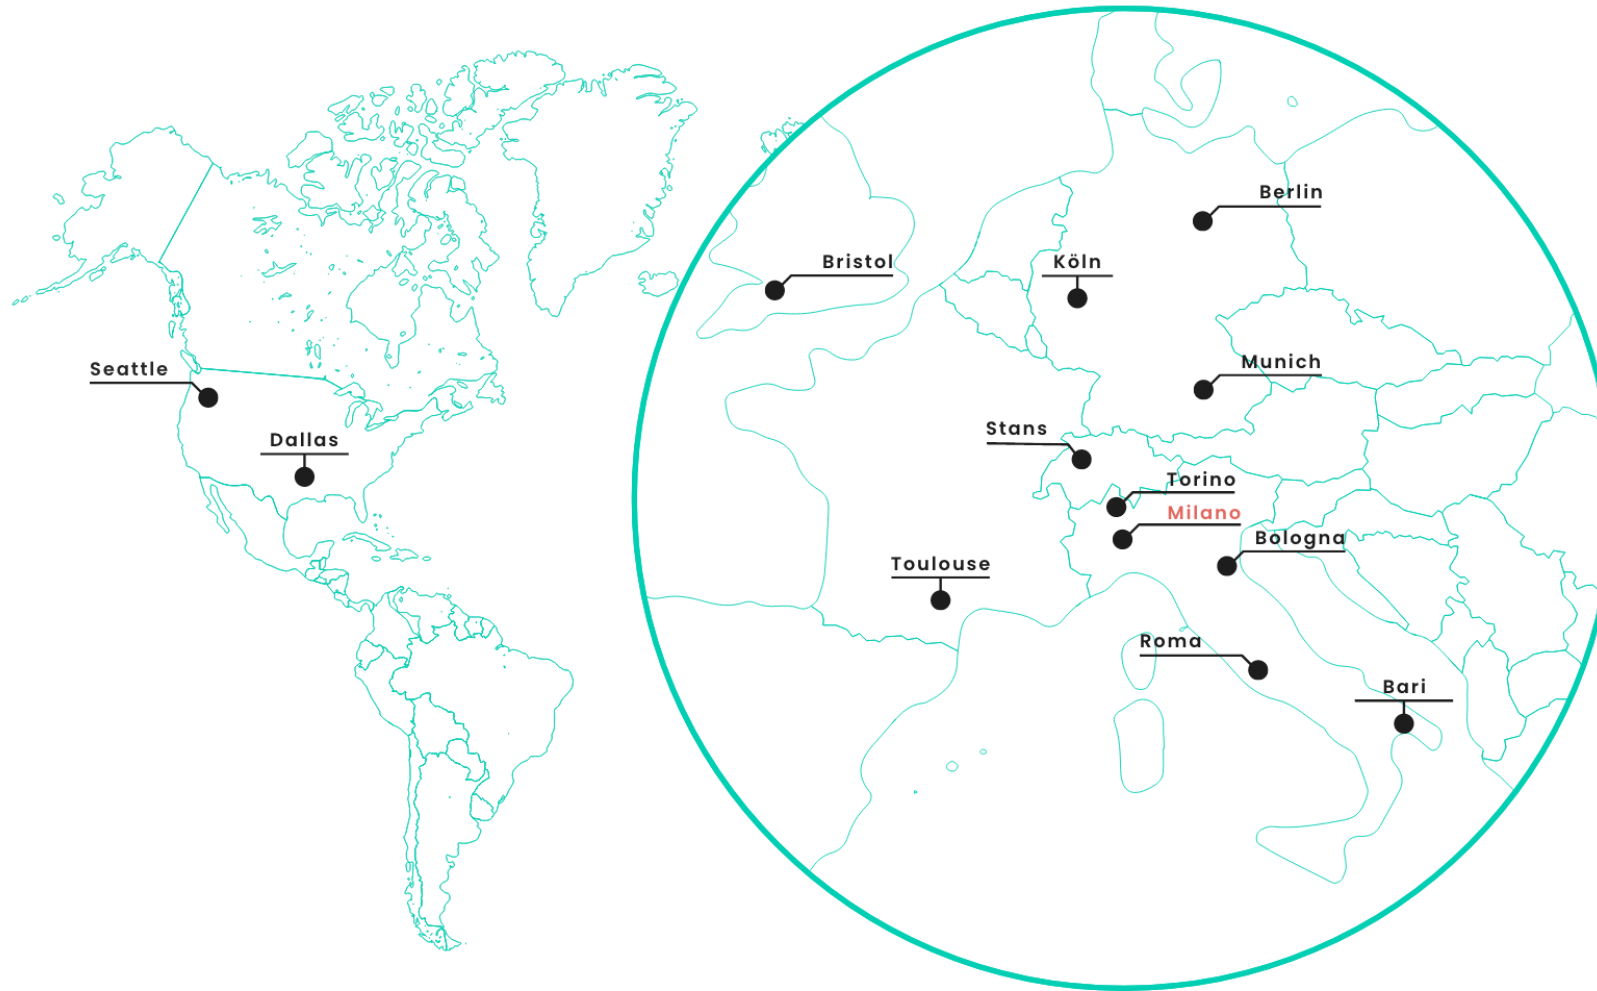 Berlin
Bristol
Köln
Seattle
Munich
Stans
Dallas
Torino
Milano
Bologna
Toulouse
Roma
Bari